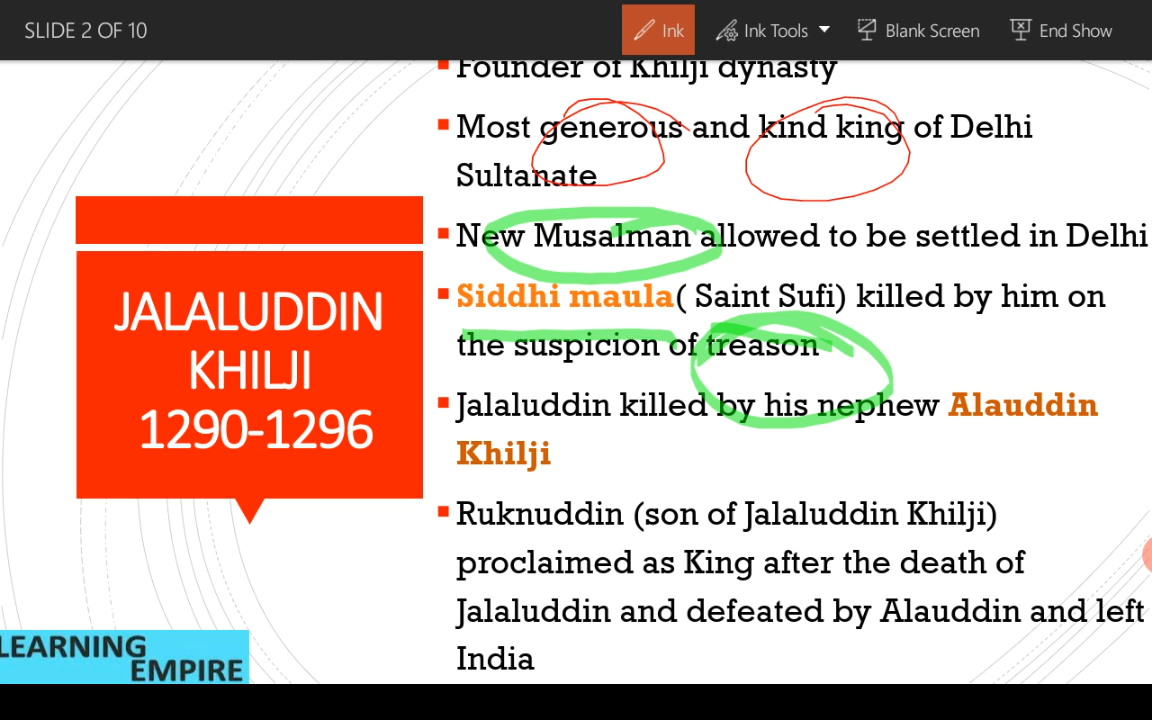 SLIDE 2 OF 10
Ink
Ink Tools
Blank Screen
End Show
Founder of Khilji dynasty
Most generous and kind king of Delhi
Sultanate
New Musalman allowed to be settled in Delhi
Siddhi maula( Saint Sufi) killed by him on
the suspicion of treason
Jalaluddin killed by his nephew Alauddin
Khilji
Ruknuddin (son of Jalaluddin Khilji)
proclaimed as King after the death of
Jalaluddin and defeated by Alauddin and left
India
JALALUDDIN
KHILJI
1290-1296
LEARNING
EMPIRE